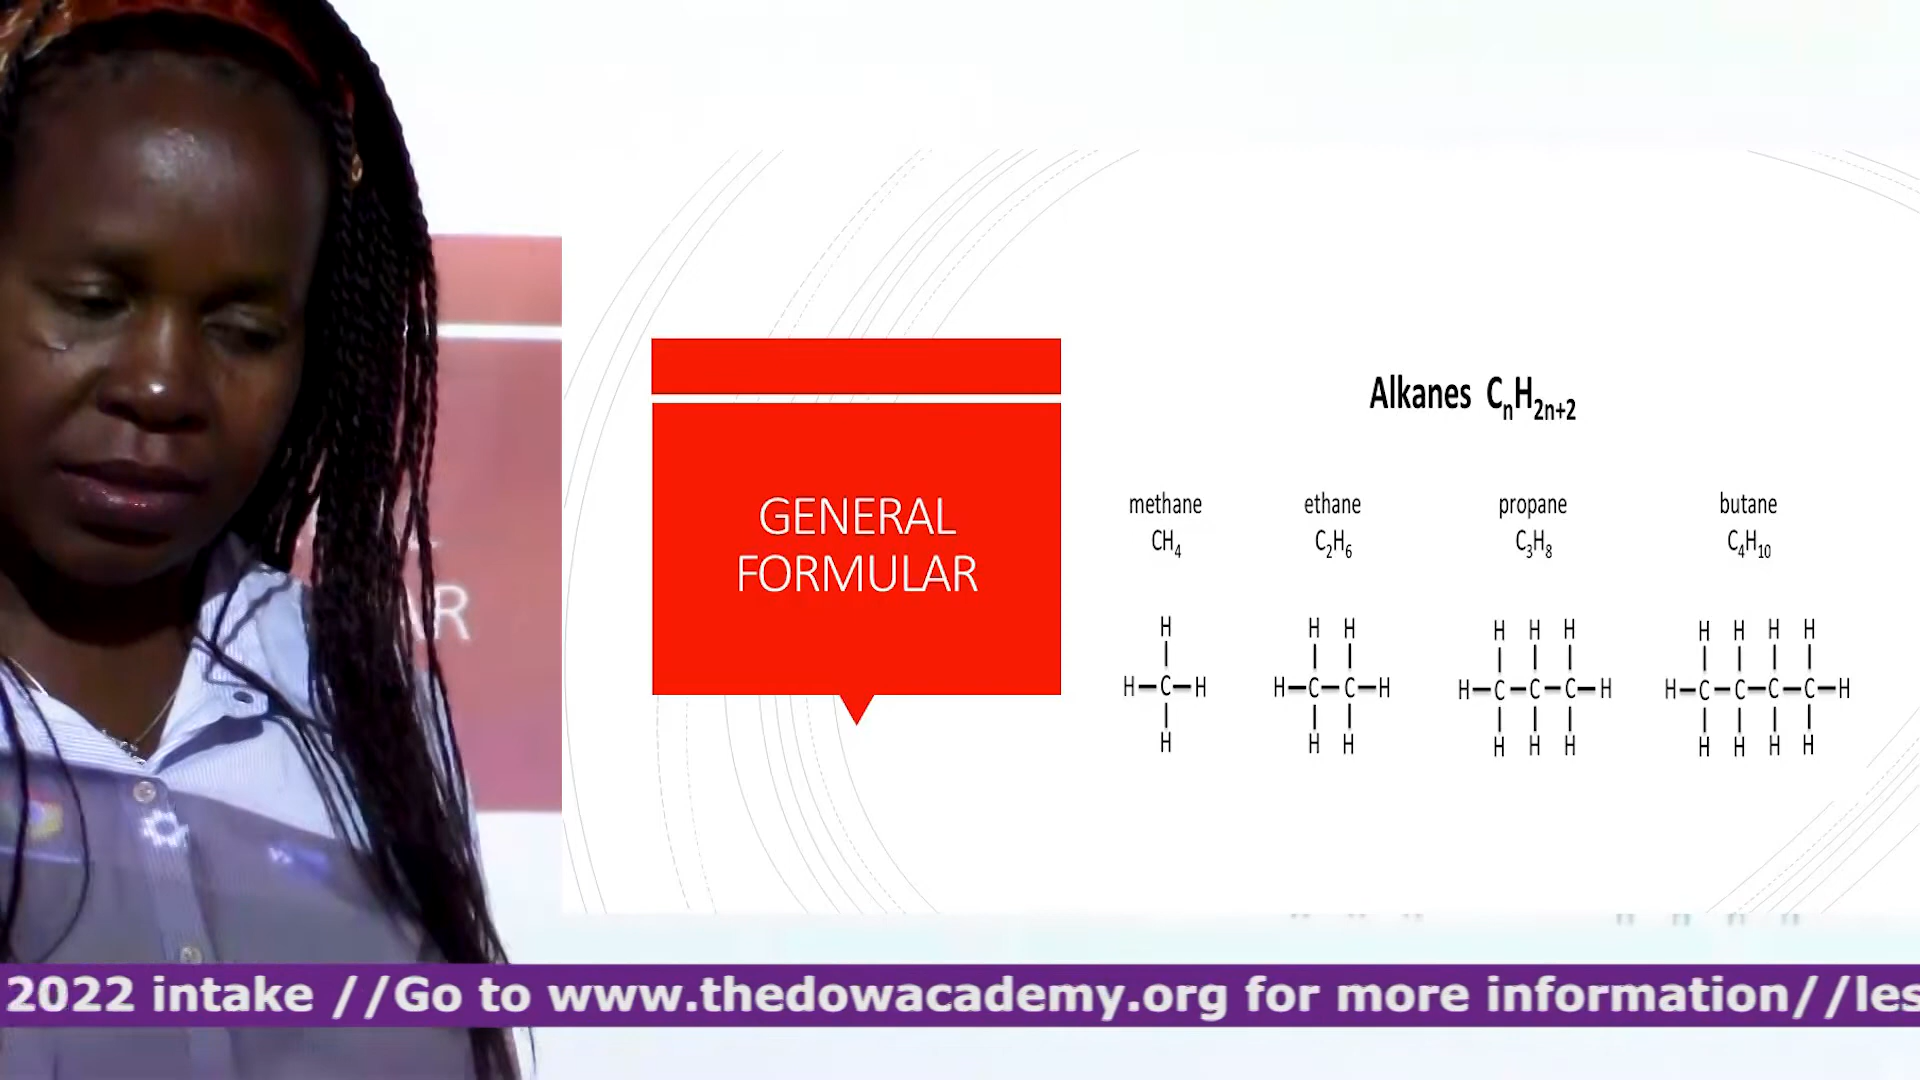 GENERAL
FORMULAR
Alkanes CₙH₂ₙ₊₂
methane ethane propane butane
CH₄ C₂H₆ C₃H₈ C₄H₁₀
H H H H H H H H H H
H–C–H H–C–C–H H–C–C–C–H H–C–C–C–C–H
H H H H H H H H H H
AR
2022 intake //Go to www.thedowacademy.org for more information//les